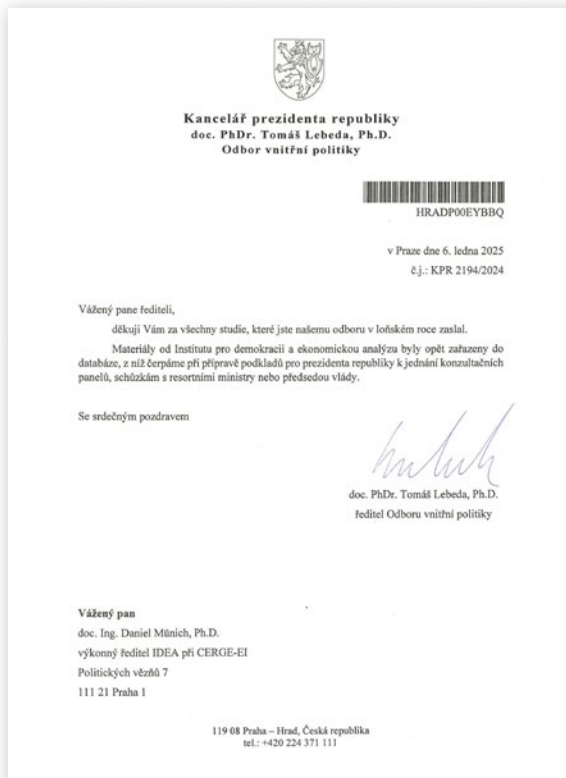 Kancelář prezidenta republiky
doc. PhDr. Tomáš Lebeda, Ph.D.
Odbor vnitřní politiky
HRADP00EYBBQ
v Praze dne 6. ledna 2025
č.j.: KPR 2194/2024
Vážený pane řediteli,
děkuji Vám za všechny studie, které jste našemu odboru v loňském roce zaslal.
Materiály od Institutu pro demokracii a ekonomickou analýzu byly opět zařazeny do
databáze, z níž čerpáme při přípravě podkladů pro prezidenta republiky k jednání konzultačních
panelů, schůzkám s resortními ministry nebo předsedou vlády.
Se srdečným pozdravem
doc. PhDr. Tomáš Lebeda, Ph.D.
ředitel Odboru vnitřní politiky
Vážený pan
doc. Ing. Daniel Münich, Ph.D.
výkonný ředitel IDEA při CERGE-EI
Politických vězňů 7
111 21 Praha 1
119 08 Praha – Hrad, Česká republika
tel.: +420 224 371 111